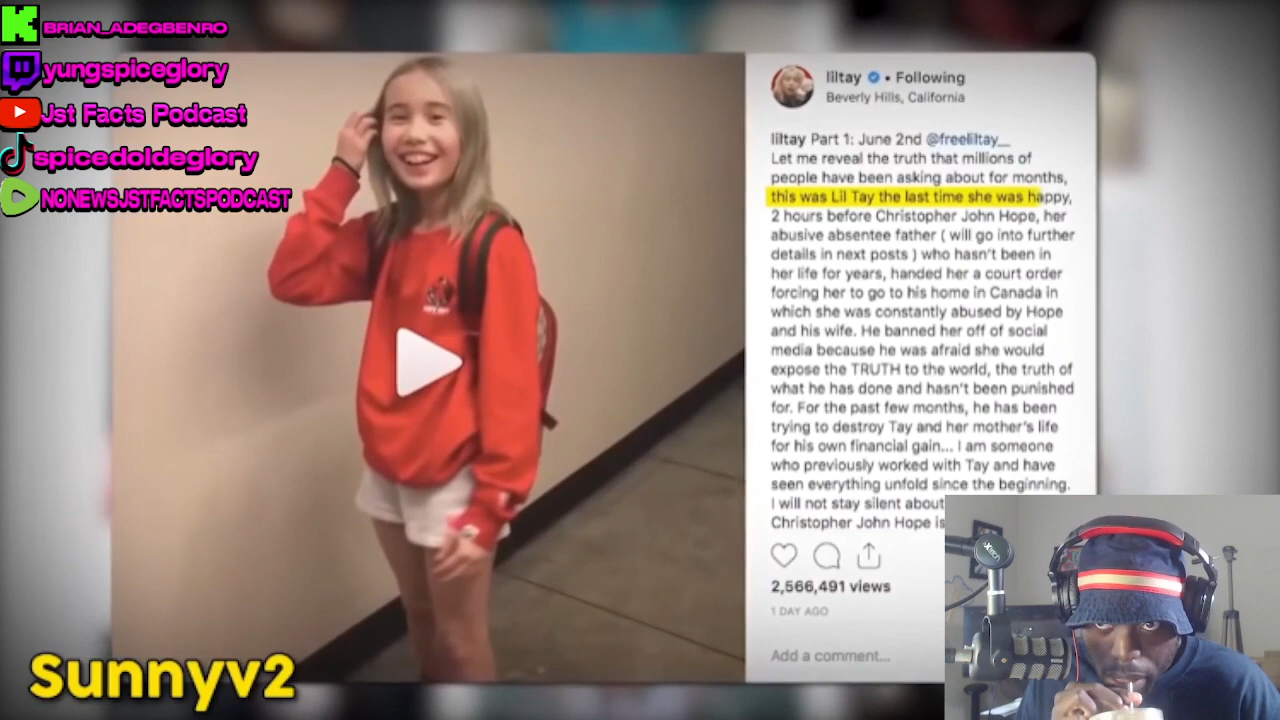 BRIAN_ADEGBENRO
yungspiceglory
Jst Facts Podcast
spicedoldeglory
NONEWSJSTFACTSPODCAST
liltay • Following
Beverly Hills, California
liltay Part 1: June 2nd @freeliltay__
Let me reveal the truth that millions of
people have been asking about for months,
this was Lil Tay the last time she was happy,
2 hours before Christopher John Hope, her
abusive absentee father ( will go into further
details in next posts ) who hasn't been in
her life for years, handed her a court order
forcing her to go to his home in Canada in
which she was constantly abused by Hope
and his wife. He banned her off of social
media because he was afraid she would
expose the TRUTH to the world, the truth of
what he has done and hasn't been punished
for. For the past few months, he has been
trying to destroy Tay and her mother's life
for his own financial gain... I am someone
who previously worked with Tay and have
seen everything unfold since the beginning.
I will not stay silent about
Christopher John Hope is
2,566,491 views
1 DAY AGO
Add a comment...
Sunnyv2